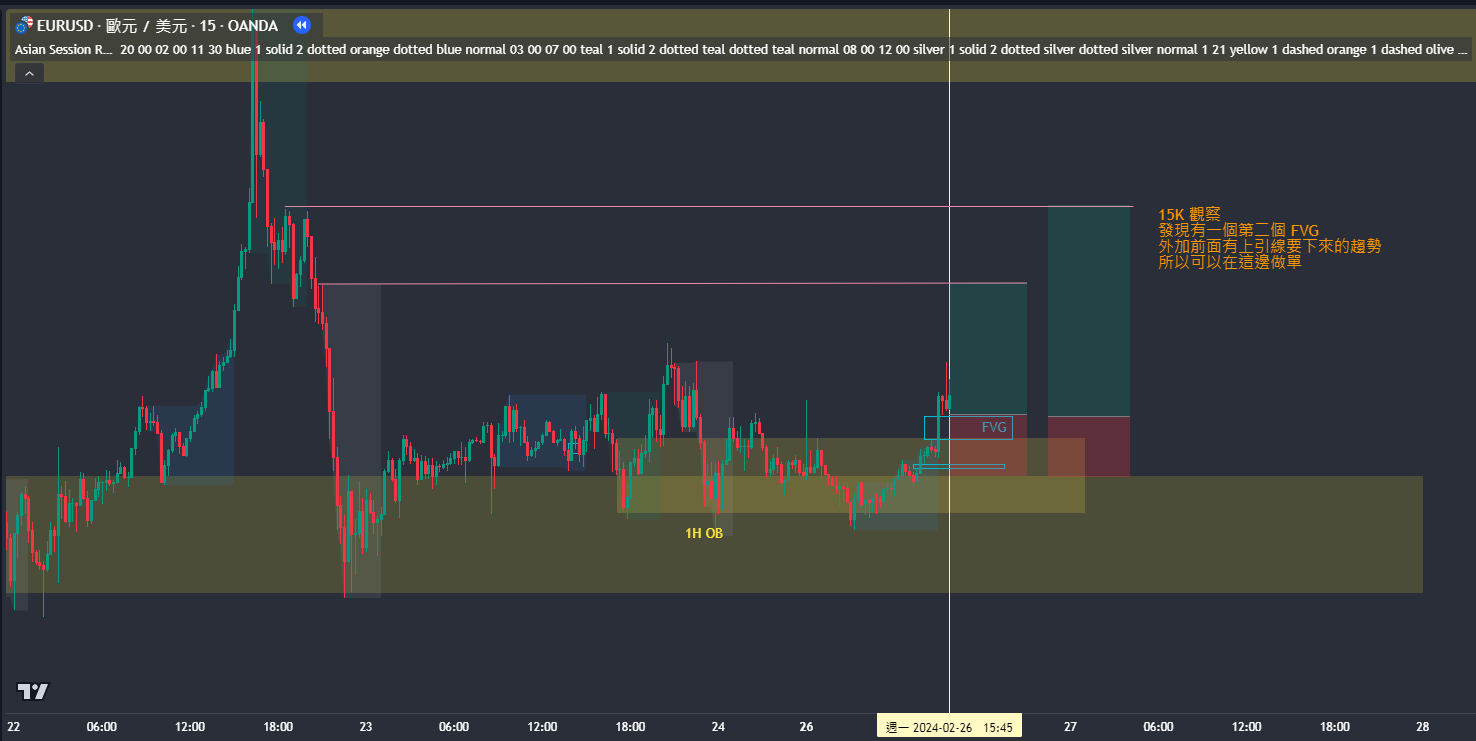 EURUSD · 歐元 / 美元 · 15 · OANDA
Asian Session R... 20 00 02 00 11 30 blue 1 solid 2 dotted orange dotted blue normal 03 00 07 00 teal 1 solid 2 dotted teal dotted teal normal 08 00 12 00 silver 1 solid 2 dotted silver dotted silver normal 1 21 yellow 1 dashed orange 1 dashed olive ...
15K 觀察
發現有一個第二個 FVG
外加前面有上引線要下來的趨勢
所以可以在這邊做單
FVG
1H OB
22 06:00 12:00 18:00 23 06:00 12:00 18:00 24 26 週一 2024-02-26 15:45 27 06:00 12:00 18:00 28